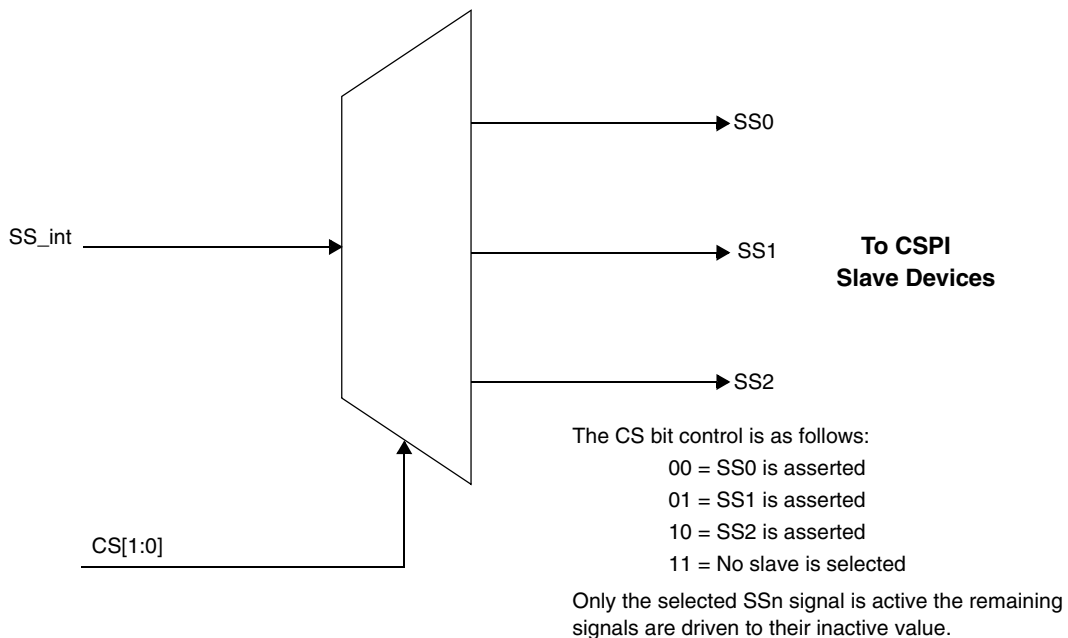 SS0
SS_int
SS1
To CSPI
Slave Devices
SS2
The CS bit control is as follows:
00 = SS0 is asserted
01 = SS1 is asserted
10 = SS2 is asserted
11 = No slave is selected
CS[1:0]
Only the selected SSn signal is active the remaining
signals are driven to their inactive value.